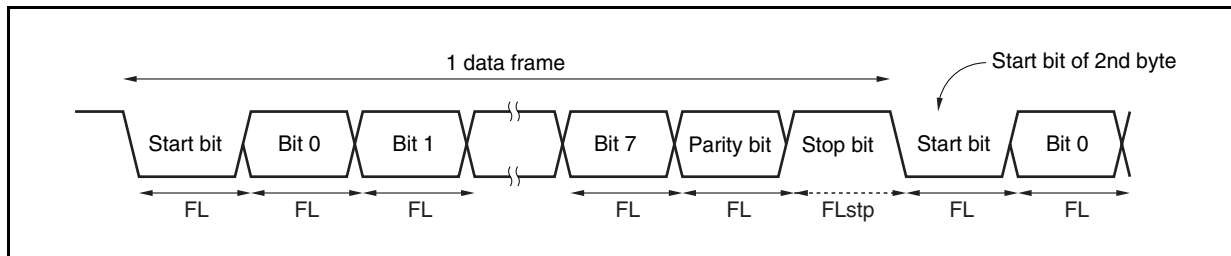 1 data frame
Start bit of 2nd byte
Start bit Bit 0 Bit 1 Bit 7 Parity bit Stop bit Start bit Bit 0
FL FL FL FL FL FLstp FL FL